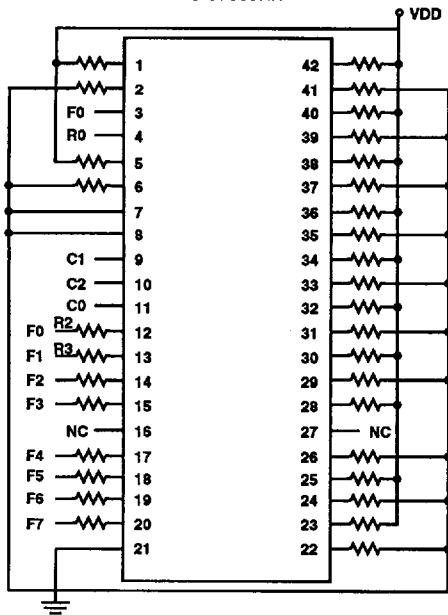 VDD
1 42
2 41
F0 3 40
R0 4 39
5 38
6 37
7 36
8 35
C1 9 34
C2 10 33
C0 11 32
F0 R2 12 31
F1 R3 13 30
F2 14 29
F3 15 28
NC 16 27 NC
F4 17 26
F5 18 25
F6 19 24
F7 20 23
21 22